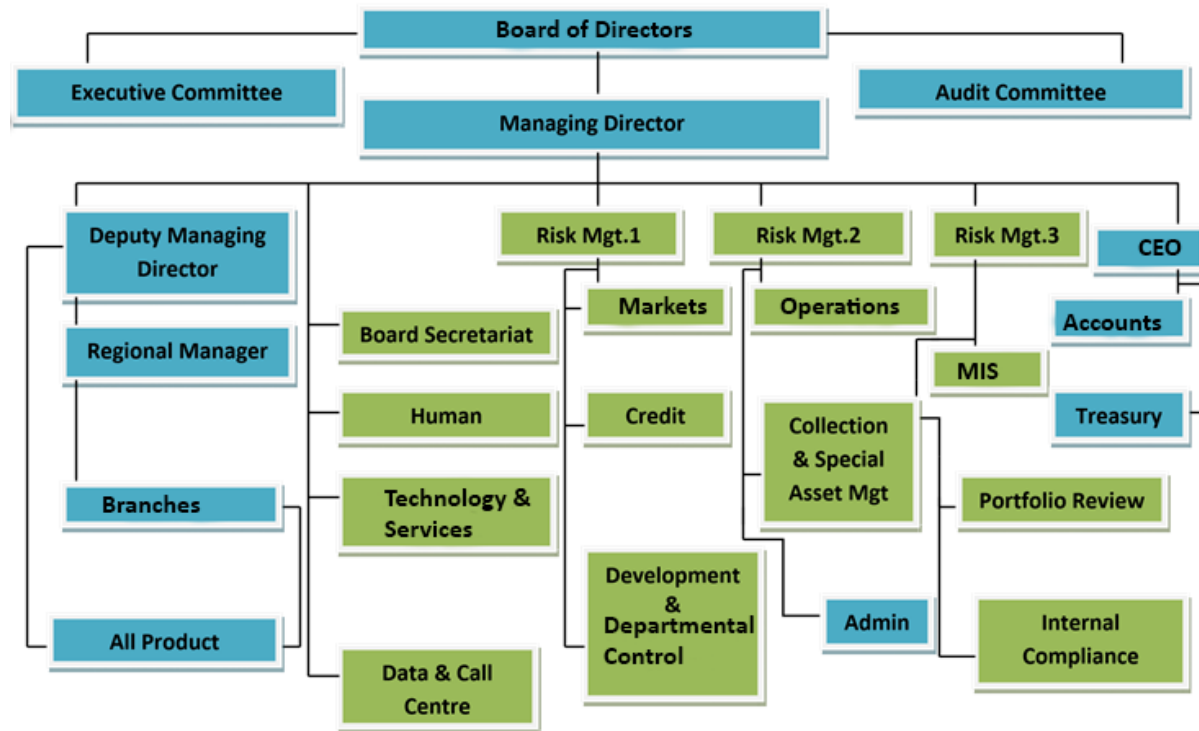 Board of Directors
Executive Committee
Audit Committee
Managing Director
Deputy Managing
Director
Risk Mgt.1
Risk Mgt.2
Risk Mgt.3
CEO
Markets
Operations
Accounts
Board Secretariat
Regional Manager
MIS
Human
Credit
Collection
& Special
Asset Mgt
Treasury
Branches
Technology &
Services
Portfolio Review
Development
&
Departmental
Control
Admin
Internal
Compliance
All Product
Data & Call
Centre